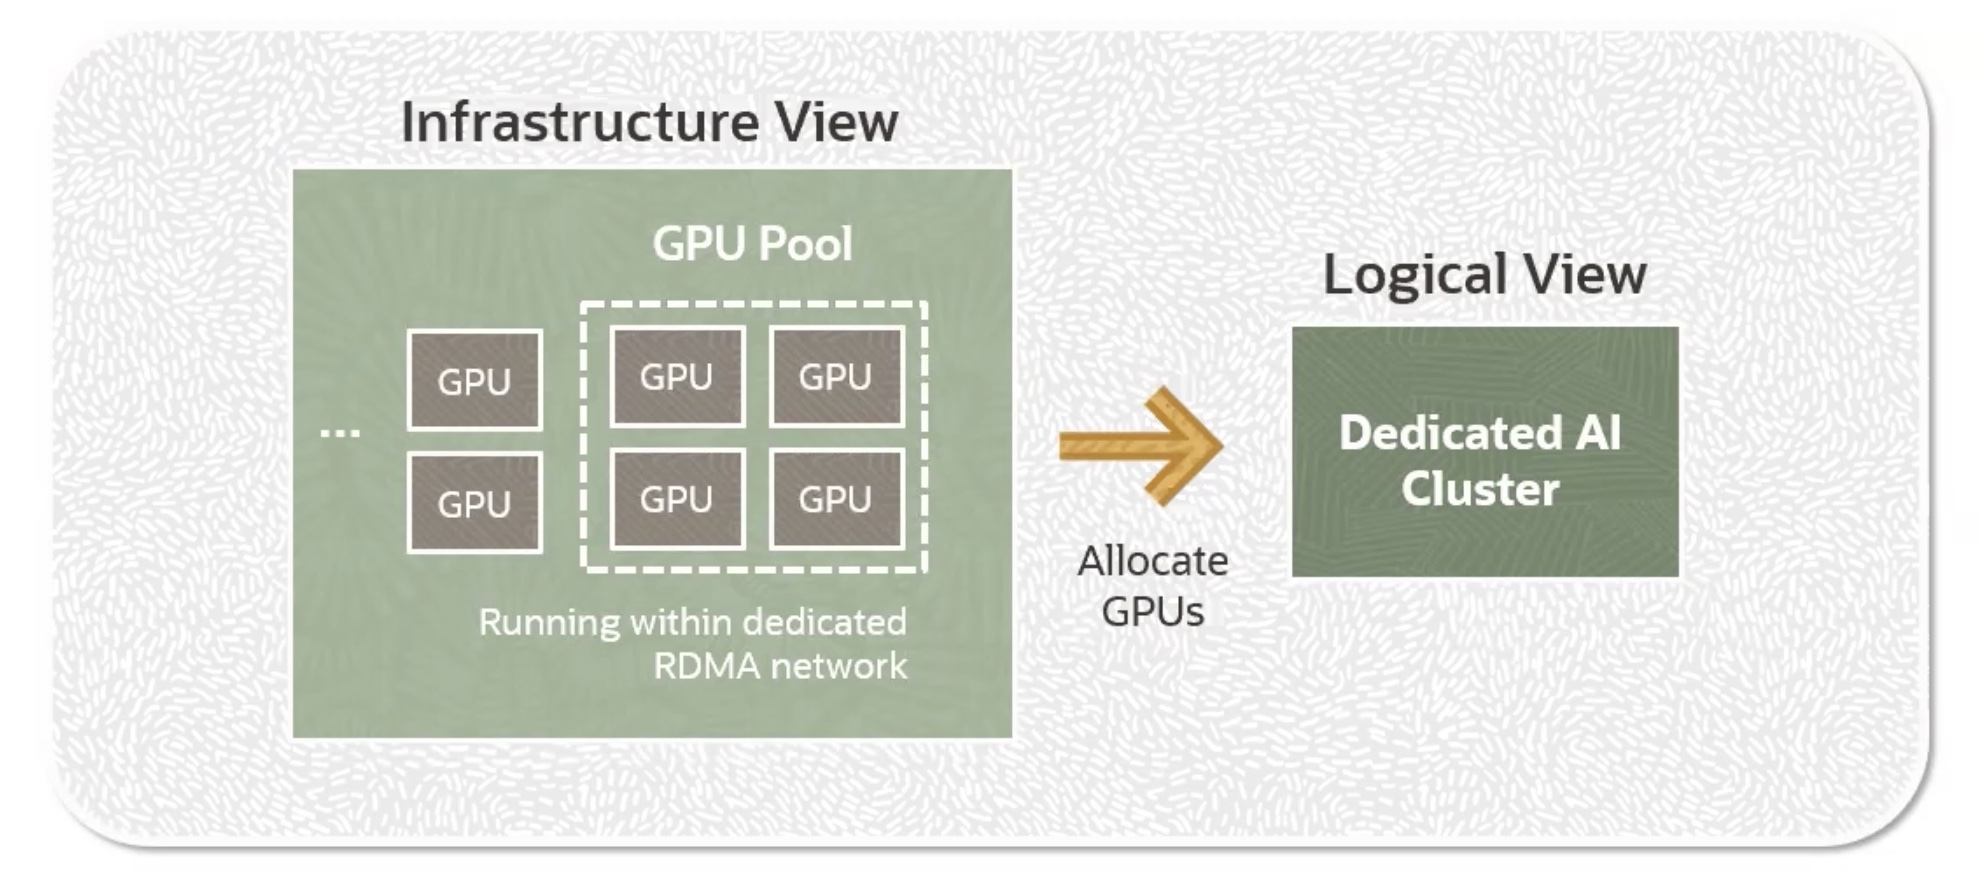 Infrastructure View
GPU Pool
GPU
GPU
GPU
...
GPU
GPU
GPU
Running within dedicated
RDMA network
Allocate
GPUs
Logical View
Dedicated AI
Cluster